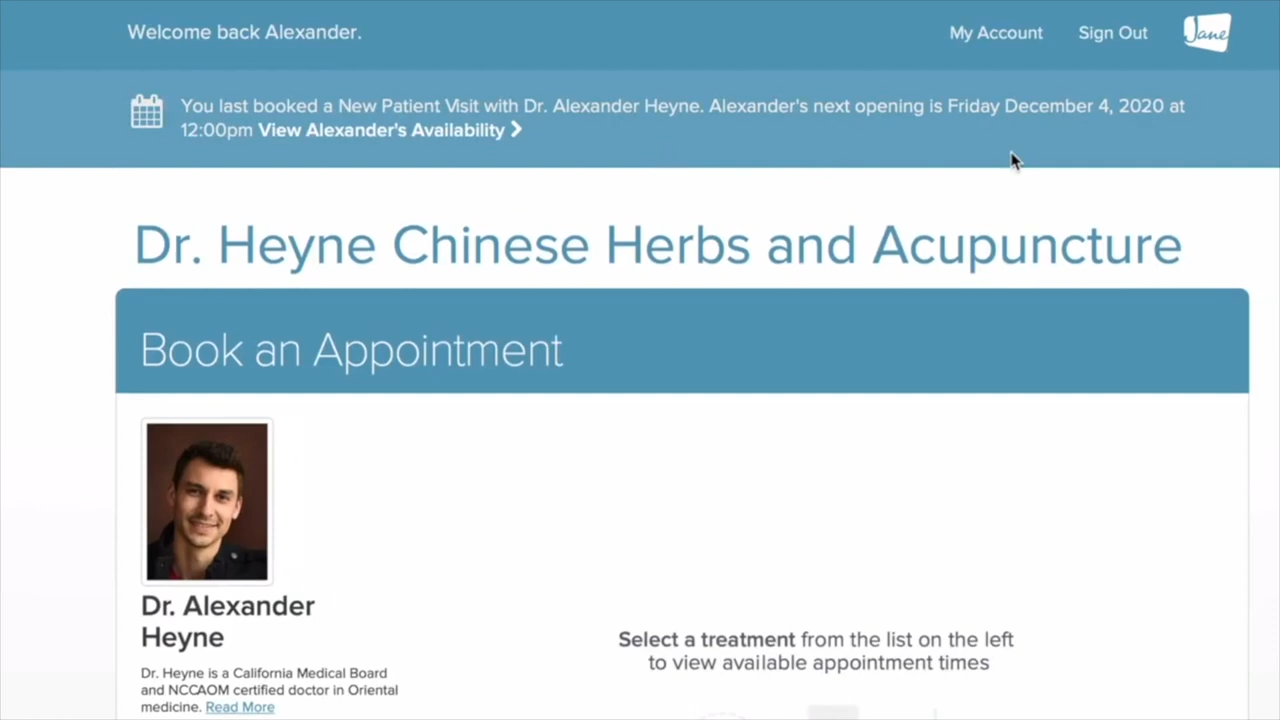 Welcome back Alexander.
My Account
Sign Out
Jane
You last booked a New Patient Visit with Dr. Alexander Heyne. Alexander's next opening is Friday December 4, 2020 at
12:00pm View Alexander's Availability
Dr. Heyne Chinese Herbs and Acupuncture
Book an Appointment
Dr. Alexander
Heyne
Dr. Heyne is a California Medical Board
and NCCAOM certified doctor in Oriental
medicine. Read More
Select a treatment from the list on the left
to view available appointment times